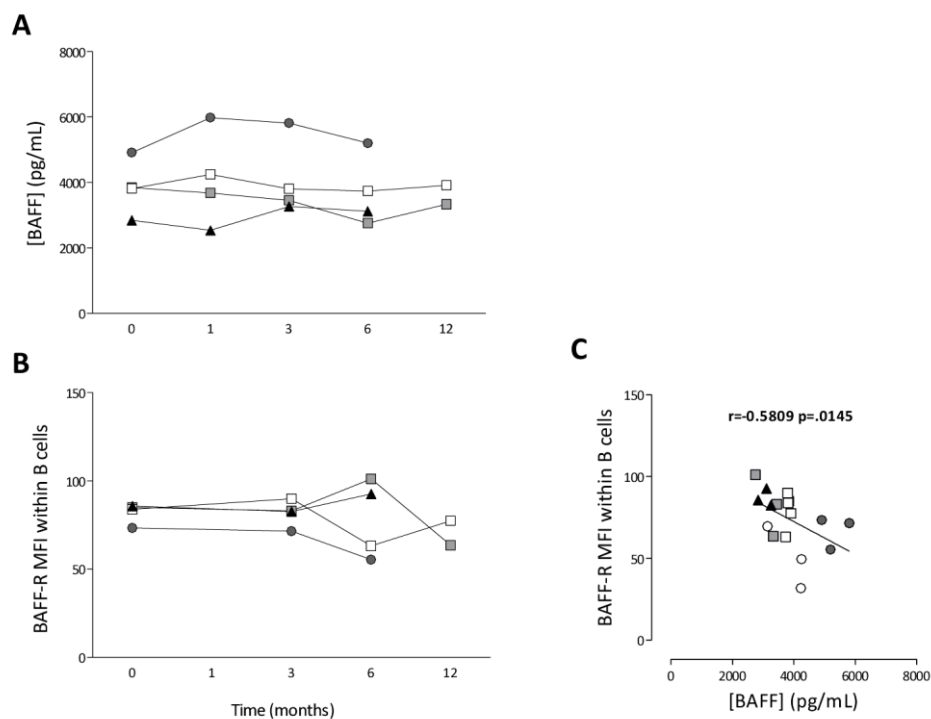 A
8000
6000
4000
2000
0
[BAFF] (pg/mL)
0 1 3 6 12
B
150
100
50
0
BAFF-R MFI within B cells
0 1 3 6 12
Time (months)
C
150
100
50
0
BAFF-R MFI within B cells
r=-0.5809 p=.0145
0 2000 4000 6000 8000
[BAFF] (pg/mL)